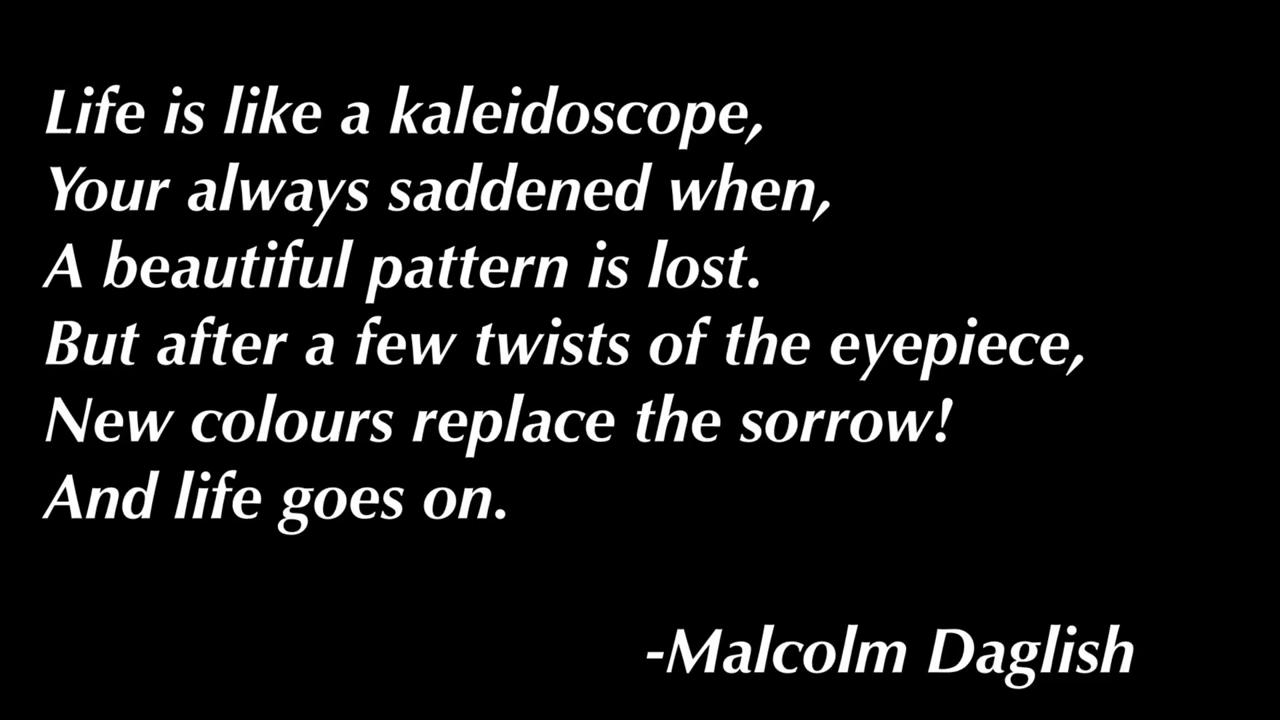 Life is like a kaleidoscope,
Your always saddened when,
A beautiful pattern is lost.
But after a few twists of the eyepiece,
New colours replace the sorrow!
And life goes on.
-Malcolm Daglish